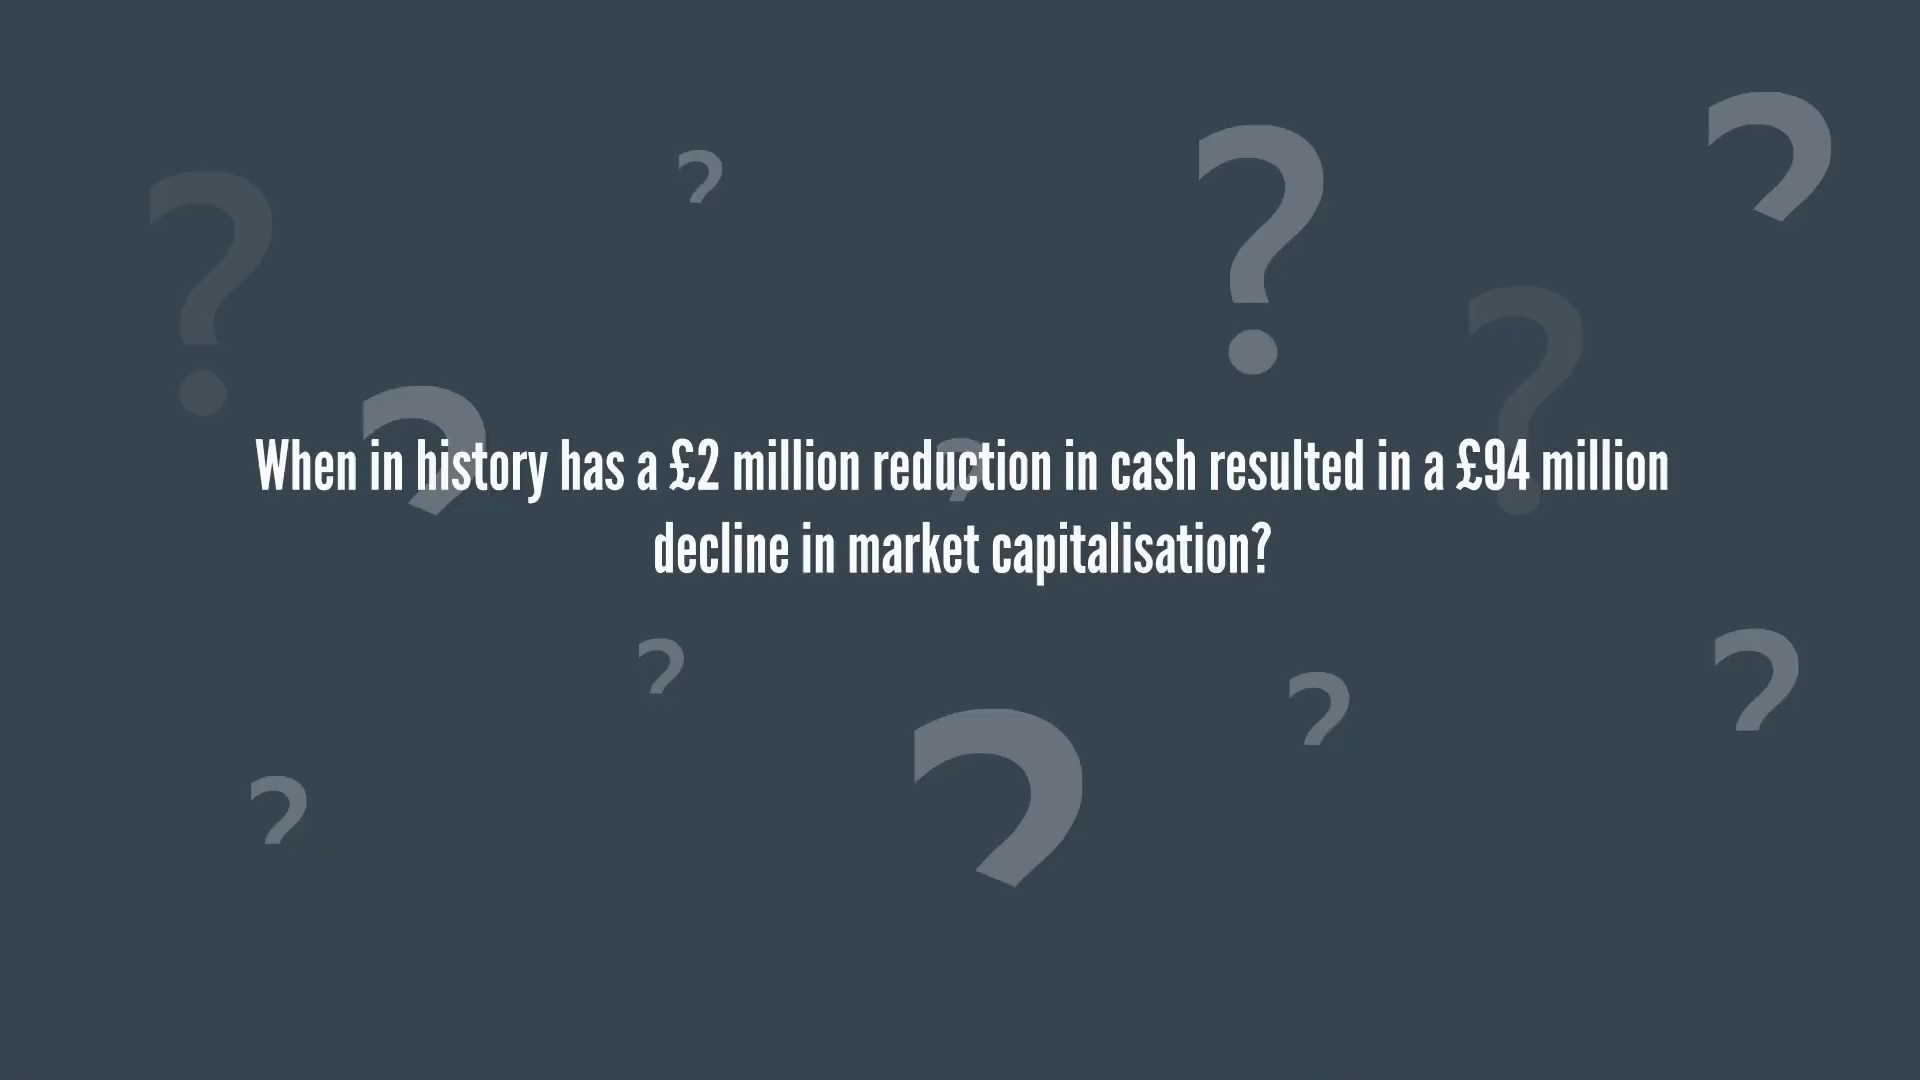 When in history has a £2 million reduction in cash resulted in a £94 million
decline in market capitalisation?